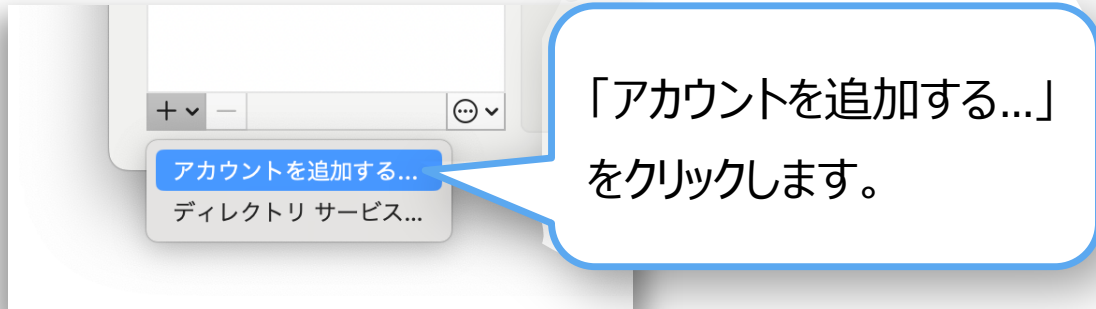 アカウントを追加する...
ディレクトリ サービス...
「アカウントを追加する...」
をクリックします。